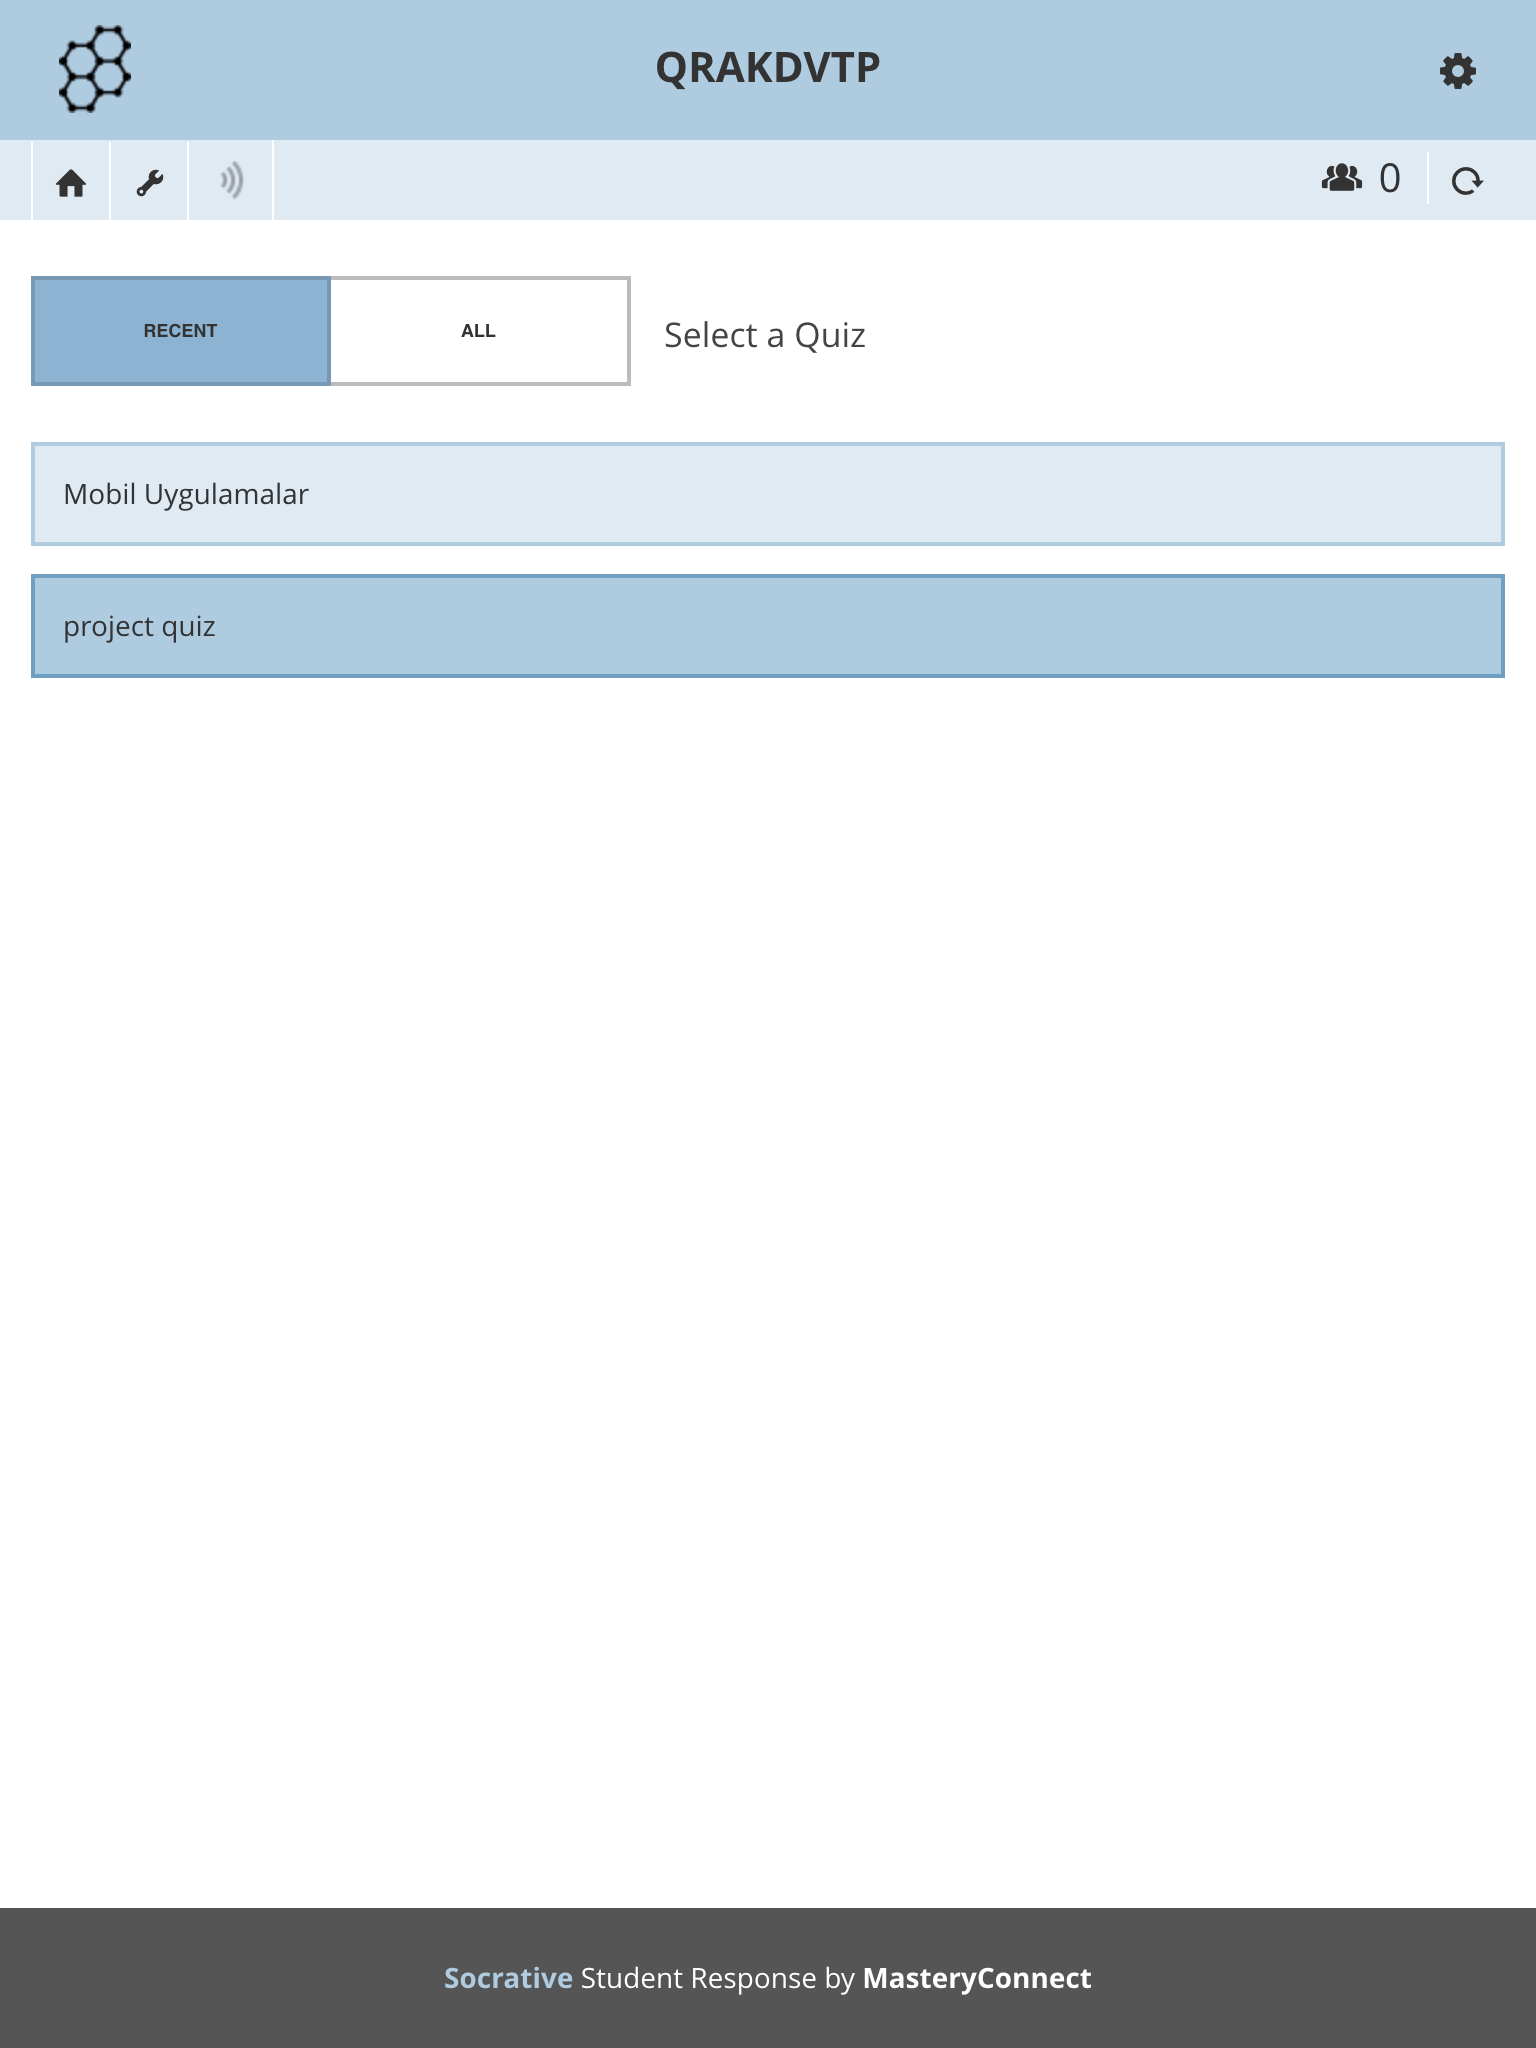 QRAKDVTP
0
RECENT
ALL
Select a Quiz
Mobil Uygulamalar
project quiz
Socrative Student Response by MasteryConnect